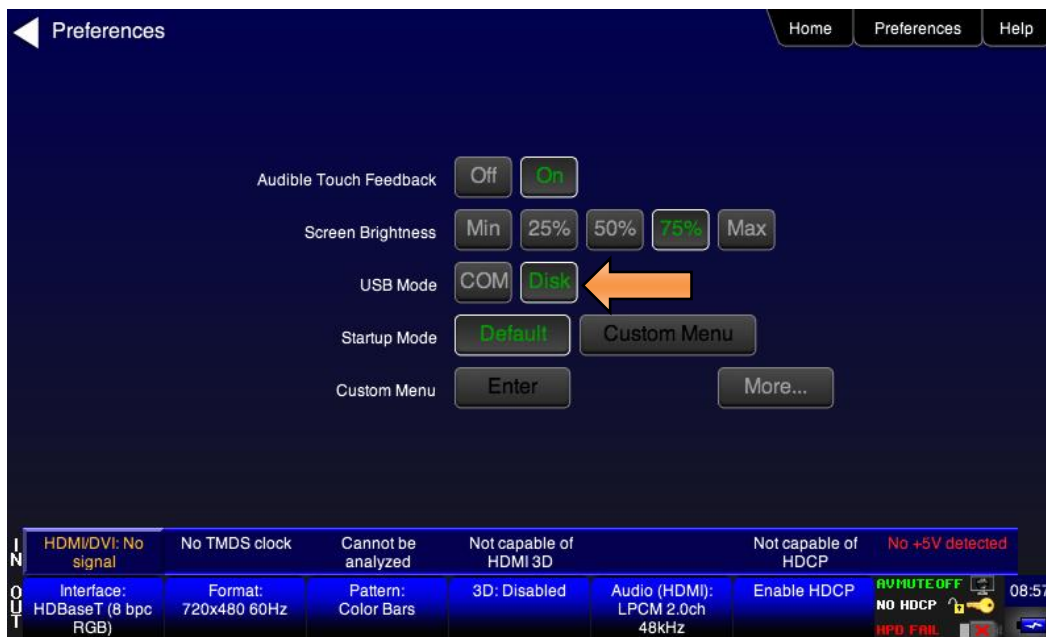 Preferences
Home
Preferences
Help
Audible Touch Feedback
Off
On
Screen Brightness
Min
25%
50%
75%
Max
USB Mode
COM
Disk
Startup Mode
Default
Custom Menu
Custom Menu
Enter
More...
IN
HDMI/DVI: No
signal
No TMDS clock
Cannot be
analyzed
Not capable of
HDMI 3D
Not capable of
HDCP
No +5V detected
OUT
Interface:
HDBaseT (8 bpc
RGB)
Format:
720x480 60Hz
Pattern:
Color Bars
3D: Disabled
Audio (HDMI):
LPCM 2.0ch
48kHz
Enable HDCP
AVMUTE OFF
NO HDCP
HPD FAIL
08:57